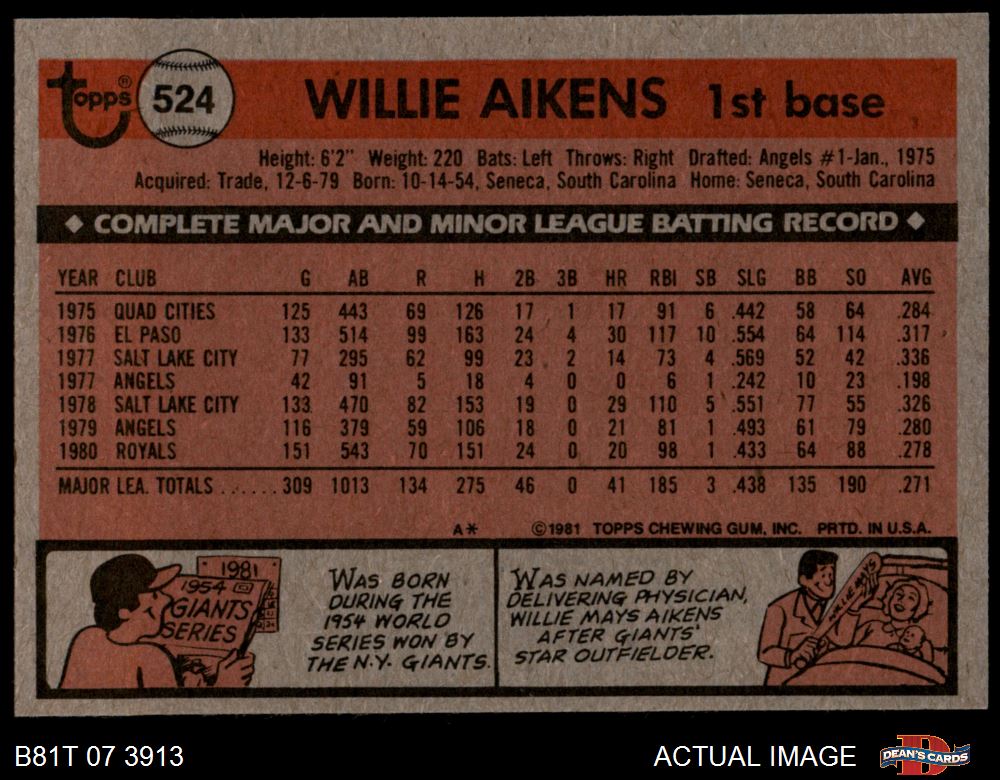 topps® 524 WILLIE AIKENS 1st base
Height: 6'2" Weight: 220 Bats: Left Throws: Right Drafted: Angels #1-Jan., 1975
Acquired: Trade, 12-6-79 Born: 10-14-54, Seneca, South Carolina Home: Seneca, South Carolina
◆ COMPLETE MAJOR AND MINOR LEAGUE BATTING RECORD ◆
YEAR CLUB G AB R H 2B 3B HR RBI SB SLG BB SO AVG
1975 QUAD CITIES 125 443 69 126 17 1 17 91 6 .442 58 64 .284
1976 EL PASO 133 514 99 163 24 4 30 117 10 .554 64 114 .317
1977 SALT LAKE CITY 77 295 62 99 23 2 14 73 4 .569 52 42 .336
1977 ANGELS 42 91 5 18 4 0 0 6 1 .242 10 23 .198
1978 SALT LAKE CITY 133 470 82 153 19 0 29 110 5 .551 77 55 .326
1979 ANGELS 116 379 59 106 18 0 21 81 1 .493 61 79 .280
1980 ROYALS 151 543 70 151 24 0 20 98 1 .433 64 88 .278
MAJOR LEA. TOTALS ...... 309 1013 134 275 46 0 41 185 3 .438 135 190 .271
A* ©1981 TOPPS CHEWING GUM, INC. PRTD. IN U.S.A.
1981
1954
GIANTS
SERIES
WAS BORN
DURING THE
1954 WORLD
SERIES WON BY
THE N.Y. GIANTS.
WAS NAMED BY
DELIVERING PHYSICIAN,
WILLIE MAYS AIKENS
AFTER GIANTS'
STAR OUTFIELDER.
WILLIE MAYS
B81T 07 3913 ACTUAL IMAGE DEAN'S CARDS